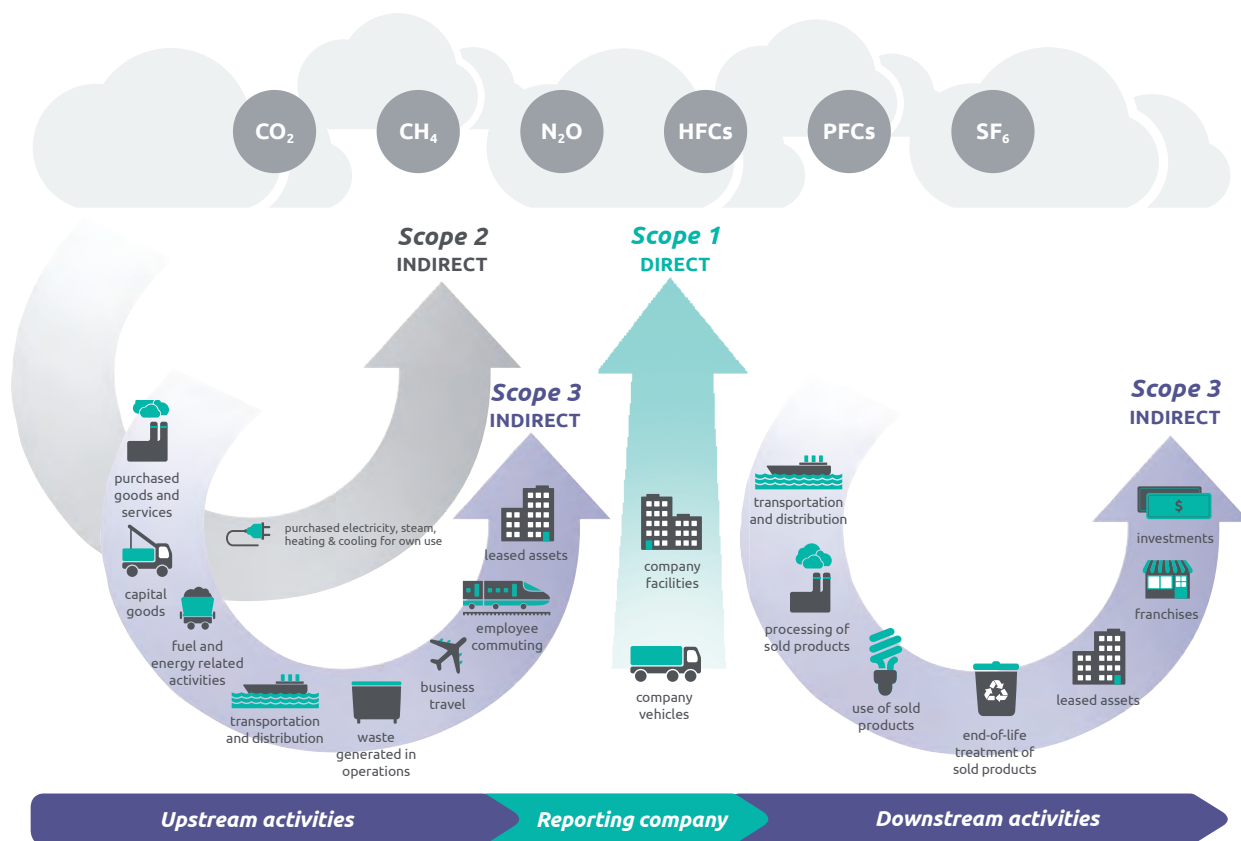 CO₂
CH₄
N₂O
HFCs
PFCs
SF₆
Scope 2
INDIRECT
Scope 1
DIRECT
Scope 3
INDIRECT
Scope 3
INDIRECT
purchased
goods and
services
capital
goods
fuel and
energy related
activities
purchased electricity, steam,
heating & cooling for own use
transportation
and distribution
waste
generated in
operations
business
travel
employee
commuting
leased assets
company
facilities
company
vehicles
transportation
and distribution
processing of
sold products
use of sold
products
end-of-life
treatment of
sold products
leased assets
franchises
$
investments
Upstream activities
Reporting company
Downstream activities